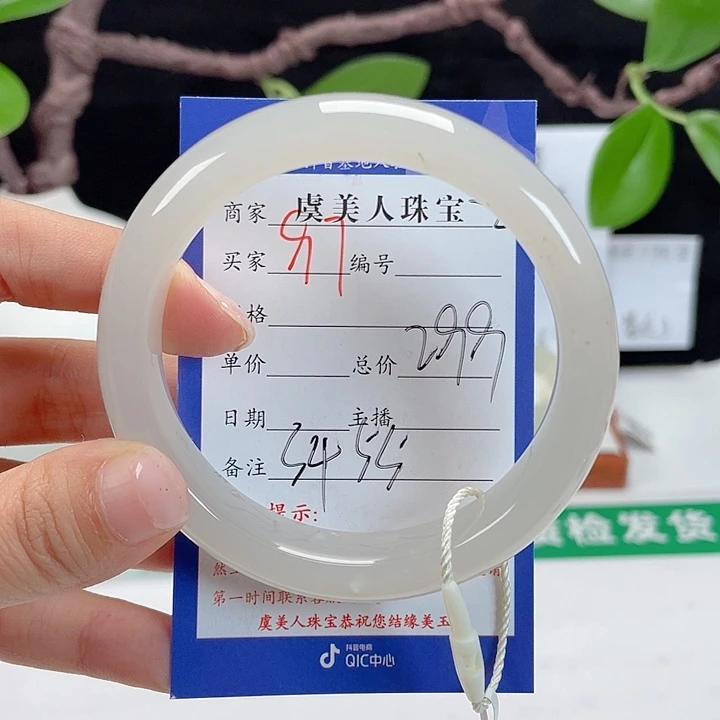 商家 虞美人珠宝
买家 编号
格
单价 总价 299
日期 主播
备注 54 55
提示:
第一时间联系客
虞美人珠宝恭祝您结缘美玉
抖音电商
QIC中心
检发货